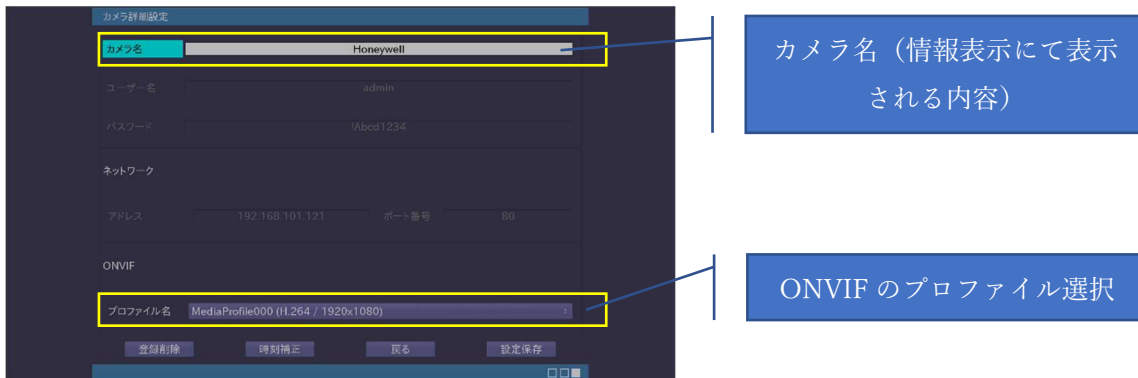 カメラ詳細設定
カメラ名 Honeywell
ユーザー名 admin
パスワード !Abcd1234
ネットワーク
アドレス 192.168.101.121 ポート番号 80
ONVIF
プロファイル名 MediaProfile000 (H.264 / 1920x1080)
登録削除 時刻補正 戻る 設定保存
カメラ名（情報表示にて表示
される内容）
ONVIF のプロファイル選択